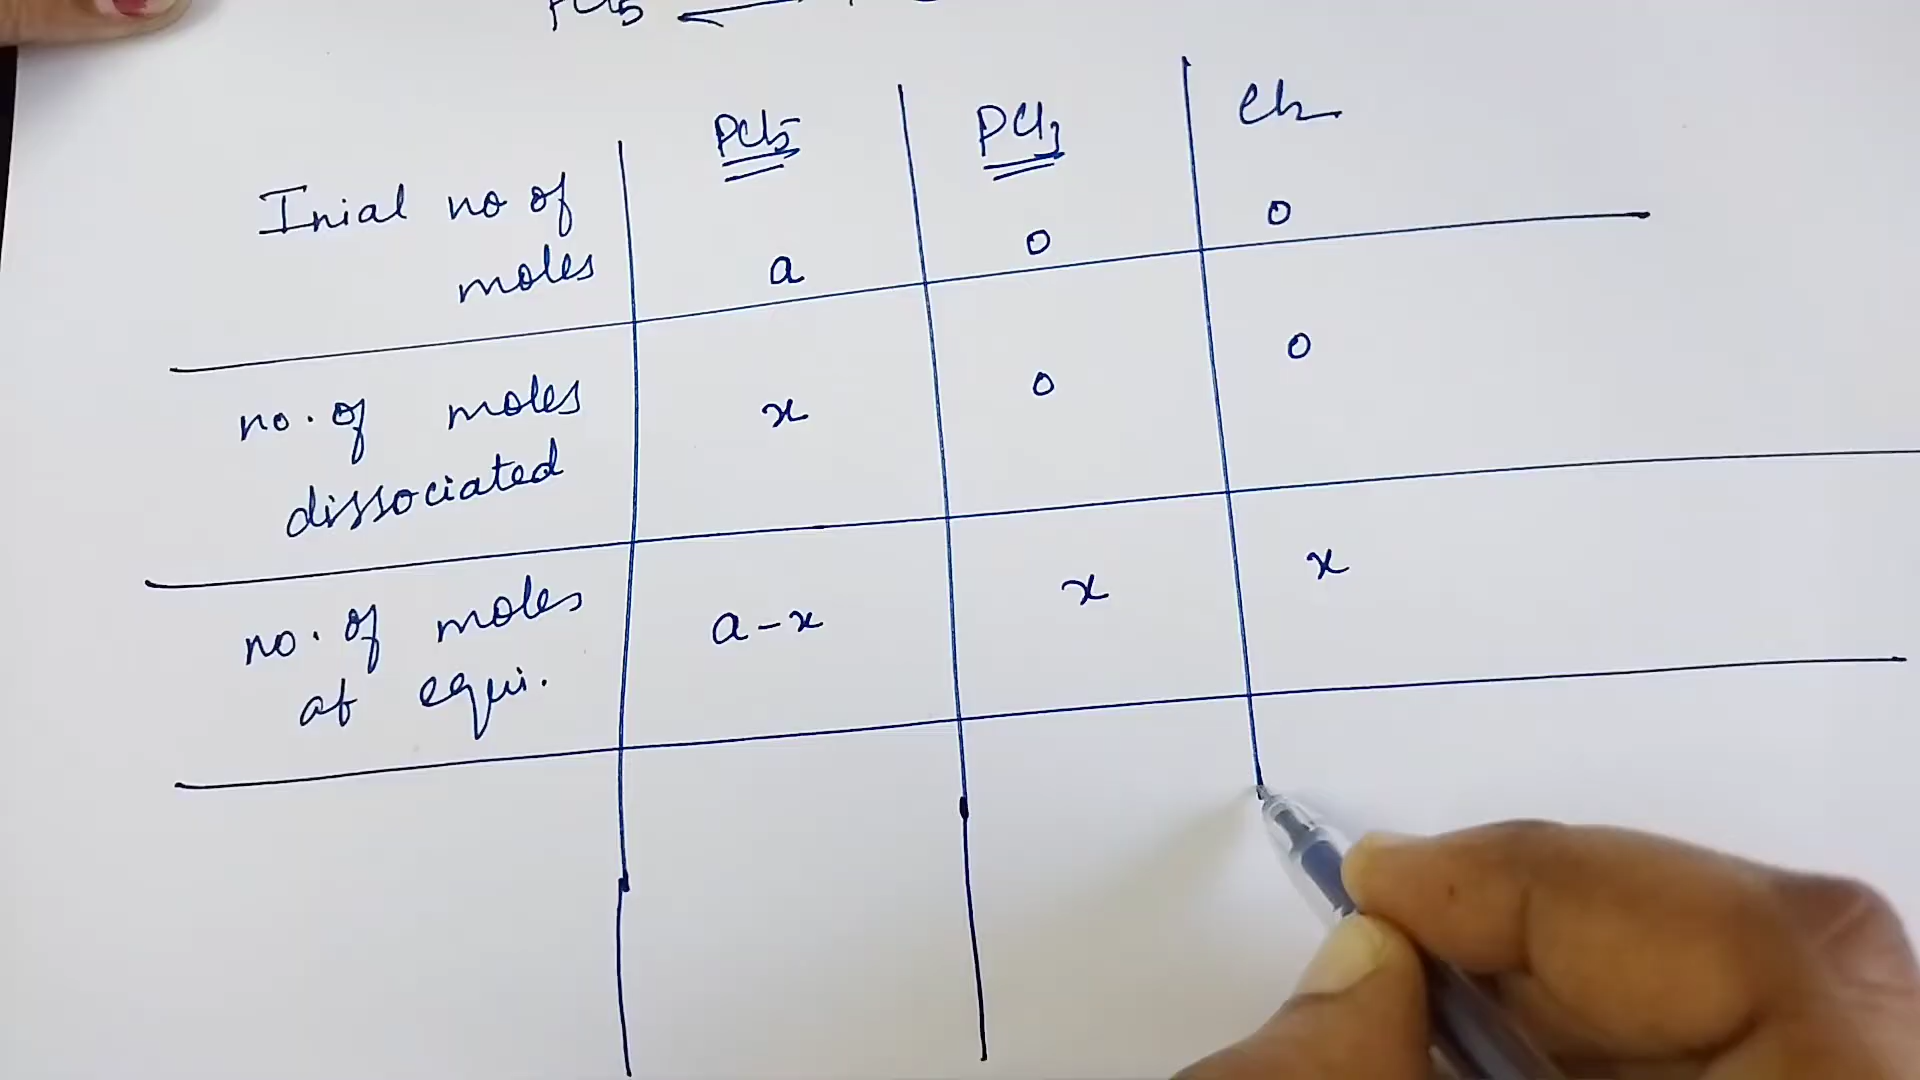 PCl5 ⇌
PCl5 PCl3 Cl2
Inial no of
moles a 0 0
no. of moles
dissociated x 0 0
no. of moles
at equi. a-x x x